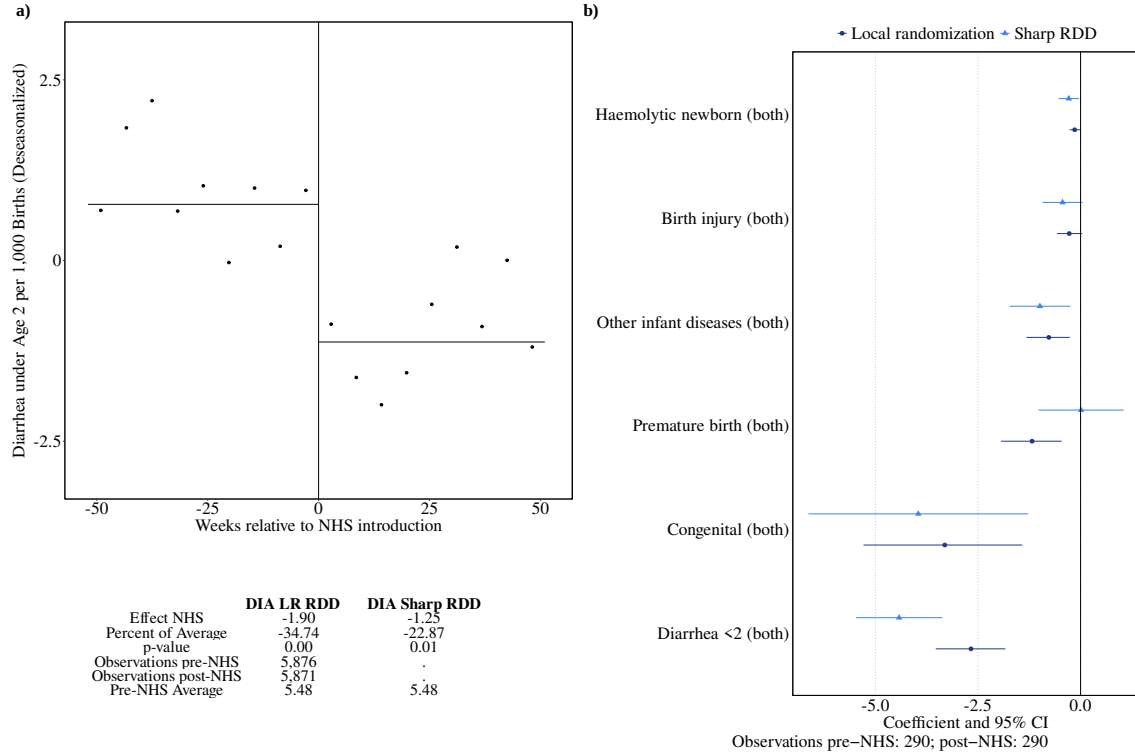 a)
Diarrhea under Age 2 per 1,000 Births (Deseasonalized)
2.5
0
-2.5
-50 -25 0 25 50
Weeks relative to NHS introduction
DIA LR RDD DIA Sharp RDD
Effect NHS -1.90 -1.25
Percent of Average -34.74 -22.87
p-value 0.00 0.01
Observations pre-NHS 5,876 .
Observations post-NHS 5,871 .
Pre-NHS Average 5.48 5.48
b)
Local randomization Sharp RDD
Haemolytic newborn (both)
Birth injury (both)
Other infant diseases (both)
Premature birth (both)
Congenital (both)
Diarrhea <2 (both)
-5.0 -2.5 0.0
Coefficient and 95% CI
Observations pre−NHS: 290; post−NHS: 290